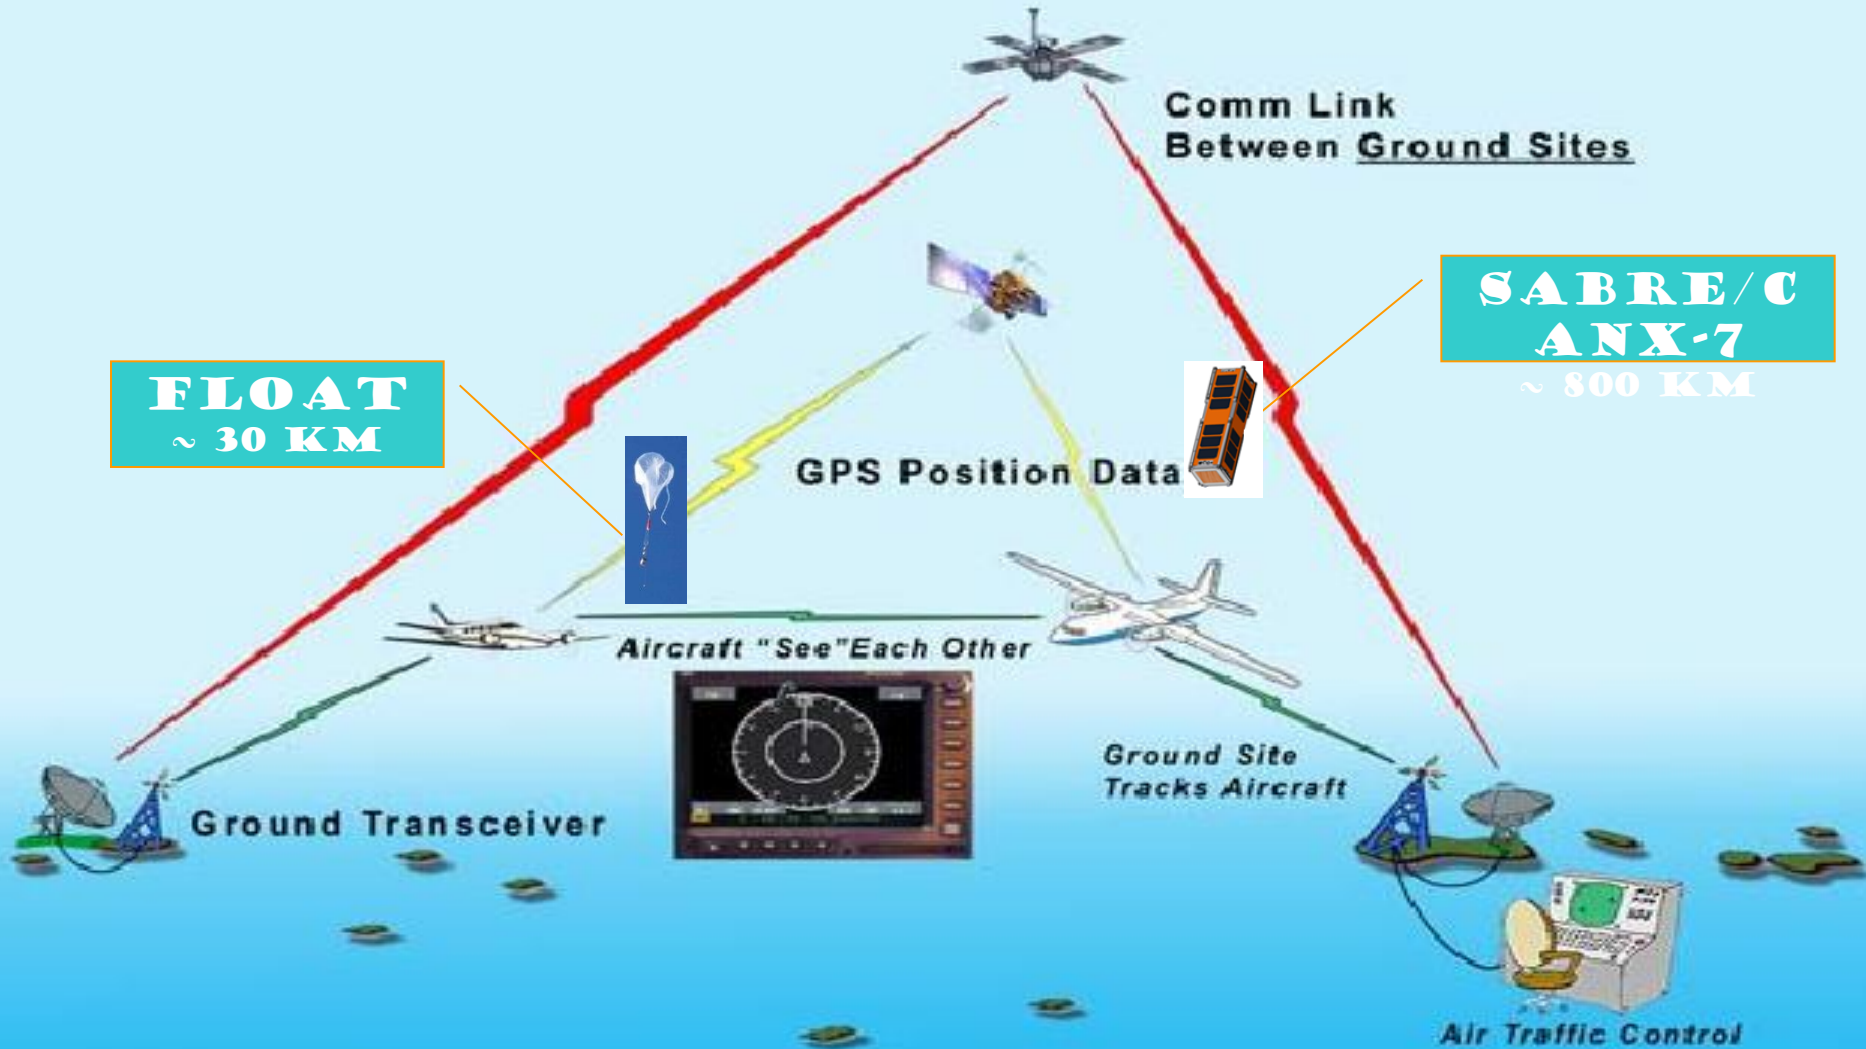 Comm Link
Between Ground Sites
SABRE/C
ANX-7
~ 800 KM
FLOAT
~ 30 KM
GPS Position Data
Aircraft "See"Each Other
Ground Site
Tracks Aircraft
Ground Transceiver
Air Traffic Control